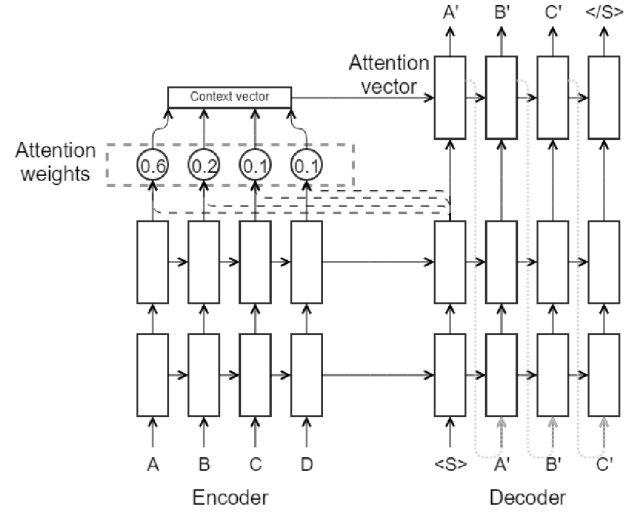 A' B' C' </S>
Attention vector
Context vector
Attention weights
0.6 0.2 0.1 0.1
A B C D <S> A' B' C'
Encoder Decoder